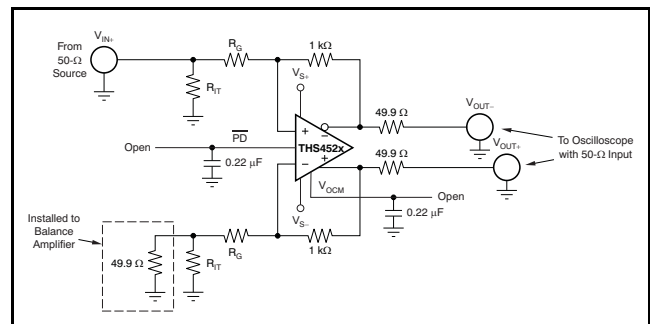 V_IN+
From
50-Ω
Source
R_G
1 kΩ
R_IT
V_S+
49.9 Ω
V_OUT−
PD
Open
0.22 µF
THS452x
49.9 Ω
V_OUT+
To Oscilloscope
with 50-Ω Input
V_OCM
Open
0.22 µF
V_S−
Installed to
Balance
Amplifier
49.9 Ω
R_IT
R_G
1 kΩ